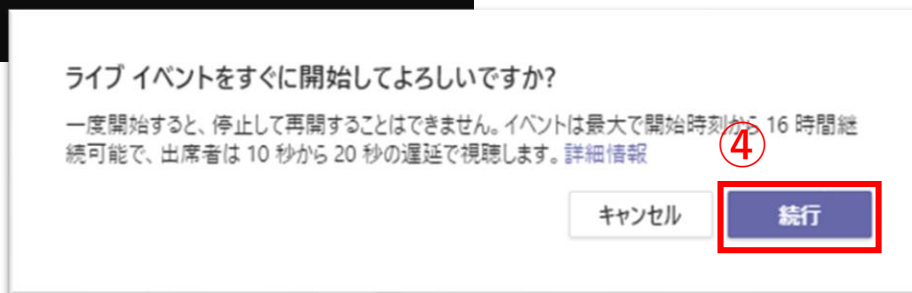 ライブ イベントをすぐに開始してよろしいですか?
一度開始すると、停止して再開することはできません。イベントは最大で開始時刻から 16 時間継
続可能で、出席者は 10 秒から 20 秒の遅延で視聴します。詳細情報
④
キャンセル 続行